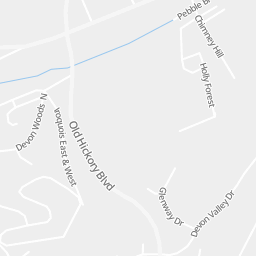 Pebble B
Chimney Hill
Holly Forest
Devon Woods N
Iroquois East & West
Old Hickory Blvd
Glenway Dr
Devon Valley Dr